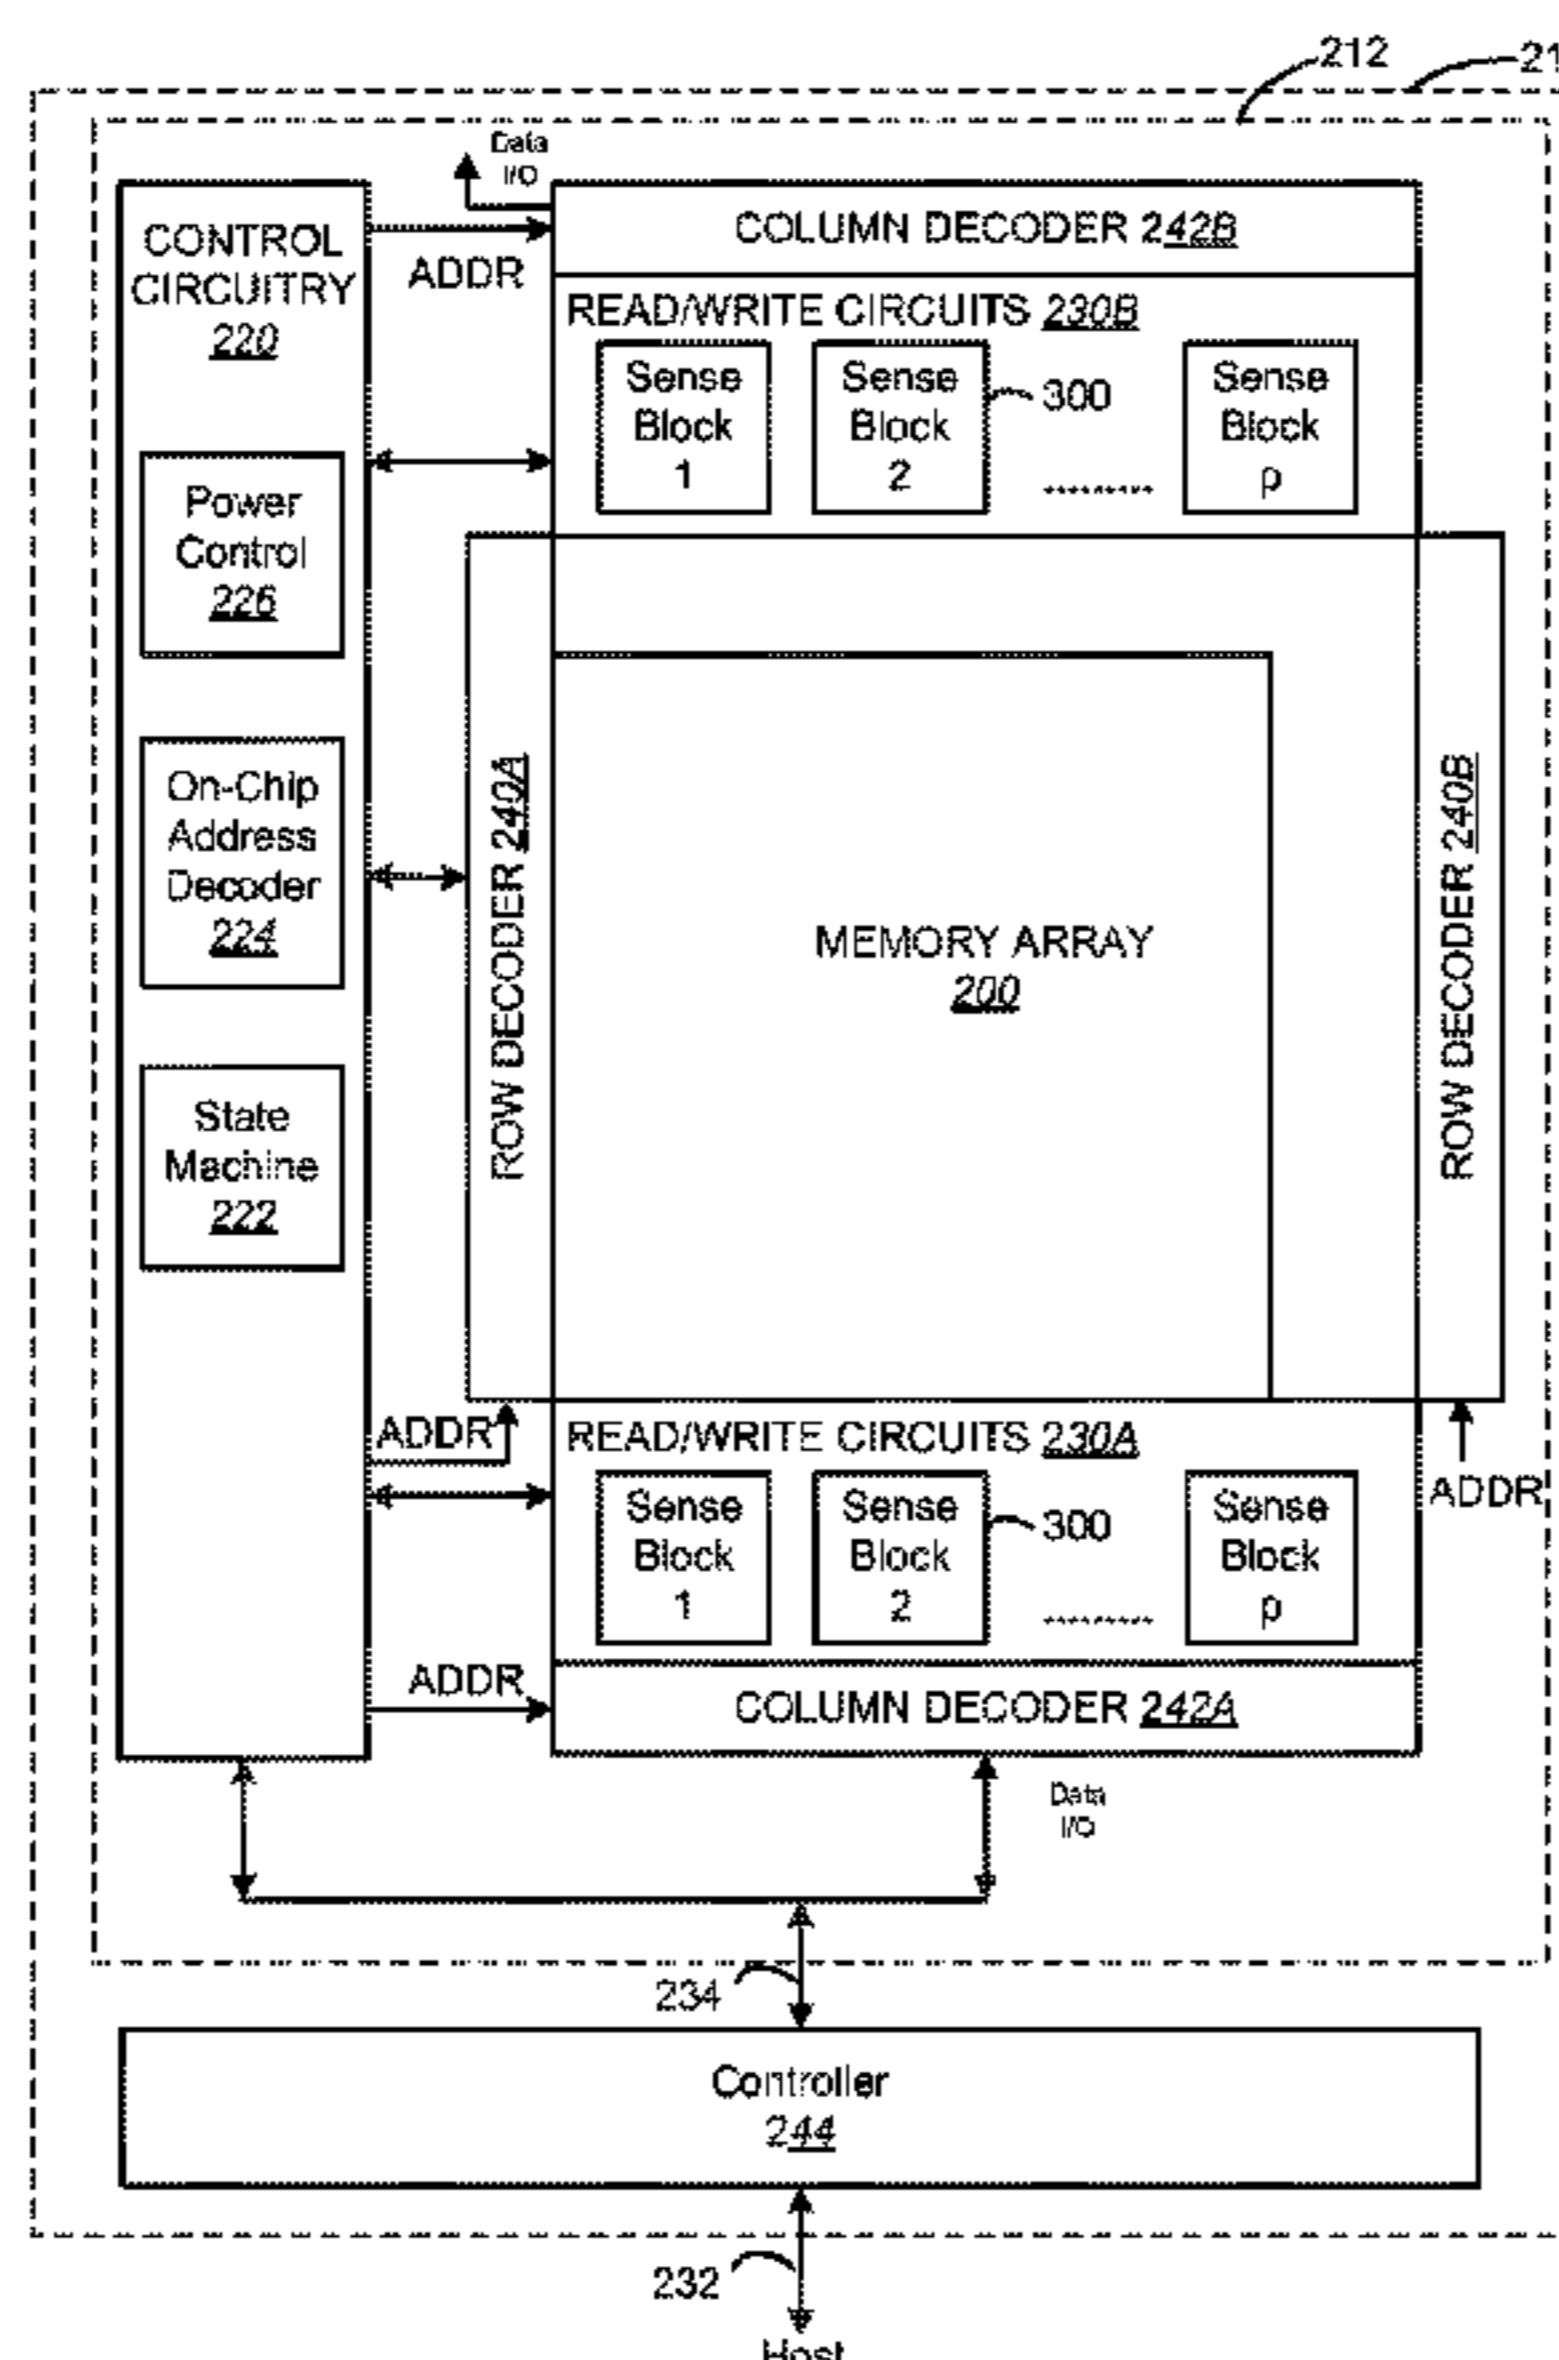 212
21
Data
I/O
CONTROL
CIRCUITRY
220
ADDR
COLUMN DECODER 242B
READ/WRITE CIRCUITS 230B
Sense
Block
1
Sense
Block
2
300
.........
Sense
Block
p
Power
Control
226
On-Chip
Address
Decoder
224
State
Machine
222
ROW DECODER 240A
MEMORY ARRAY
200
ROW DECODER 240B
ADDR
READ/WRITE CIRCUITS 230A
ADDR
Sense
Block
1
Sense
Block
2
300
.........
Sense
Block
p
ADDR
COLUMN DECODER 242A
Data
I/O
234
Controller
244
232
Host